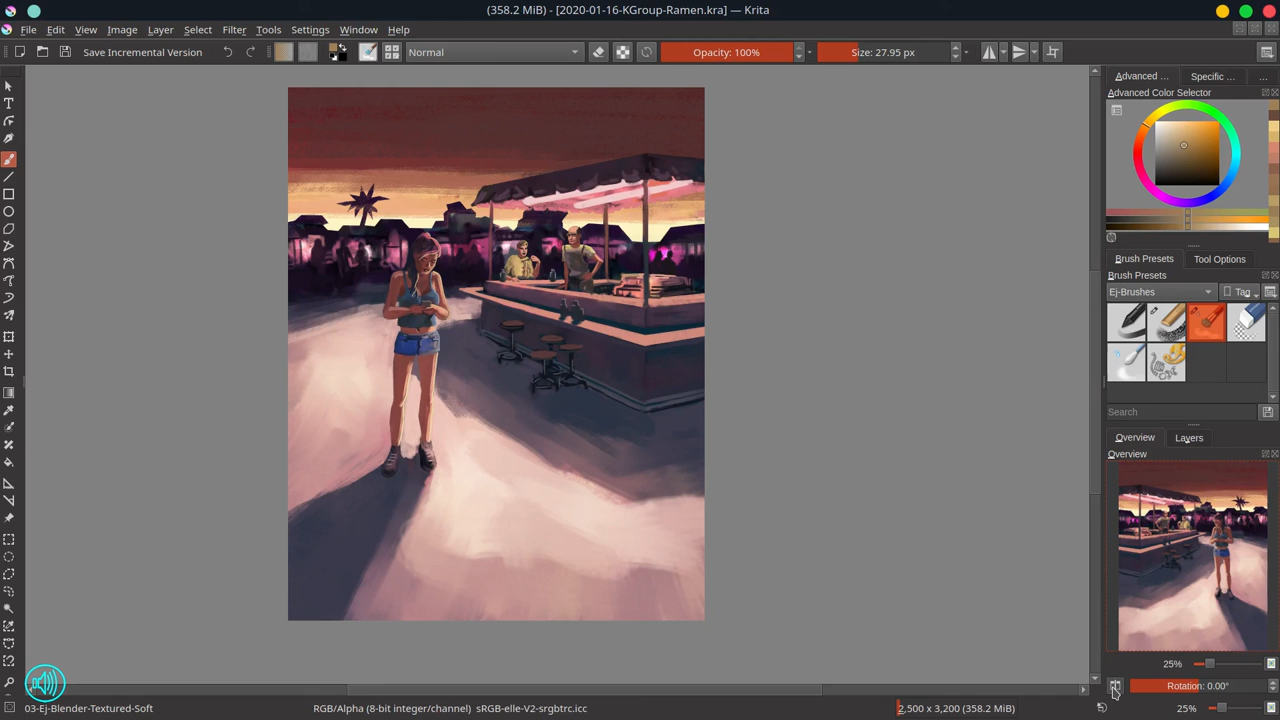 (358.2 MiB) - [2020-01-16-KGroup-Ramen.kra] — Krita
File Edit View Image Layer Select Filter Tools Settings Window Help
Save Incremental Version
Normal
Opacity: 100%
Size: 27.95 px
Advanced ...
Specific ...
...
Advanced Color Selector
Brush Presets
Tool Options
Brush Presets
Ej-Brushes
Tag
Search
Overview
Layers
Overview
25%
Rotation: 0.00°
03-Ej-Blender-Textured-Soft
RGB/Alpha (8-bit integer/channel) sRGB-elle-V2-srgbtrc.icc
2,500 x 3,200 (358.2 MiB)
25%